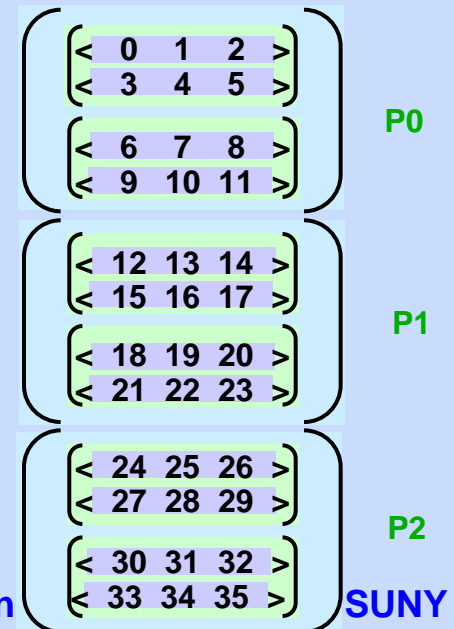 < 0 1 2 >
< 3 4 5 >
P0
< 6 7 8 >
< 9 10 11 >
< 12 13 14 >
< 15 16 17 >
P1
< 18 19 20 >
< 21 22 23 >
< 24 25 26 >
< 27 28 29 >
P2
< 30 31 32 >
n < 33 34 35 > SUNY